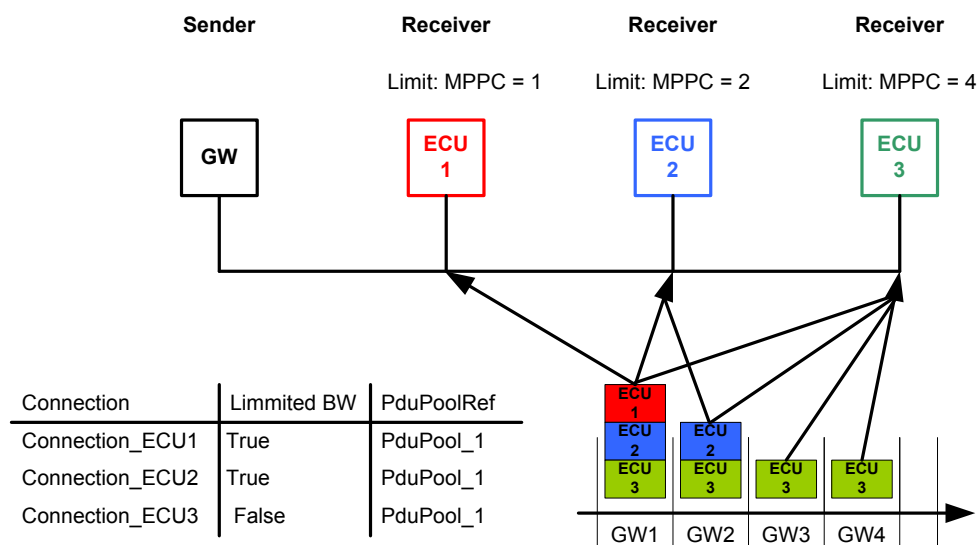 Sender Receiver Receiver Receiver
Limit: MPPC = 1 Limit: MPPC = 2 Limit: MPPC = 4
GW
ECU
1
ECU
2
ECU
3
Connection Limmited BW PduPoolRef
Connection_ECU1 True PduPool_1
Connection_ECU2 True PduPool_1
Connection_ECU3 False PduPool_1
ECU
1
ECU
2
ECU
2
ECU
3
ECU
3
ECU
3
ECU
3
GW1 GW2 GW3 GW4